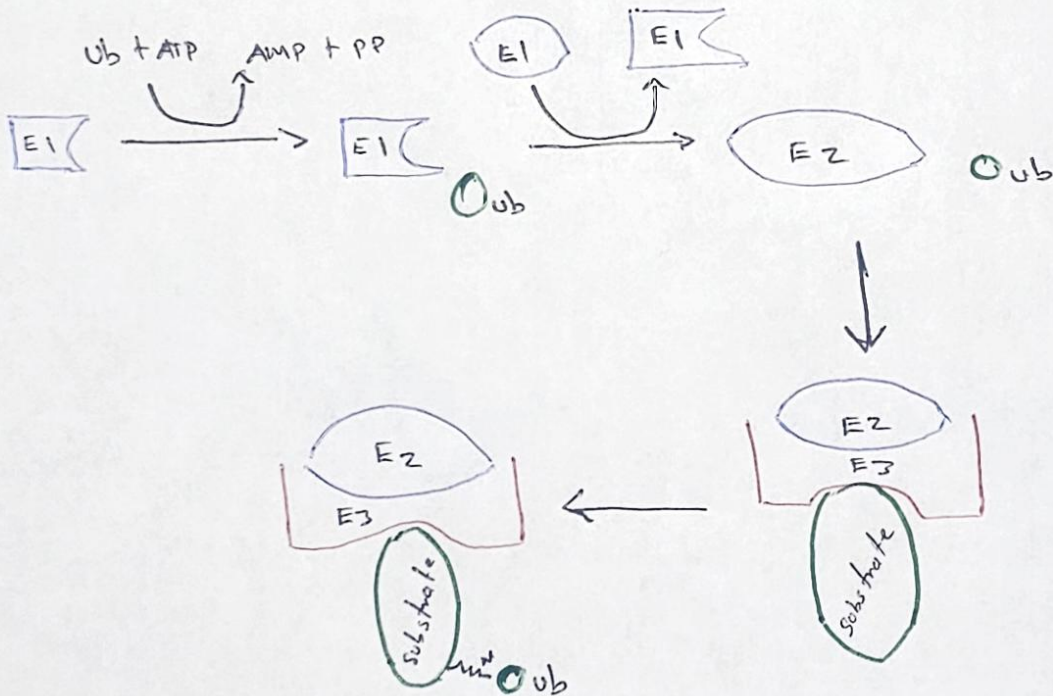 Ub + ATP
AMP + PP
E1
E1
E1
Ub
E1
E2
Ub
E2
E3
Substrate
E2
E3
Substrate
Ub